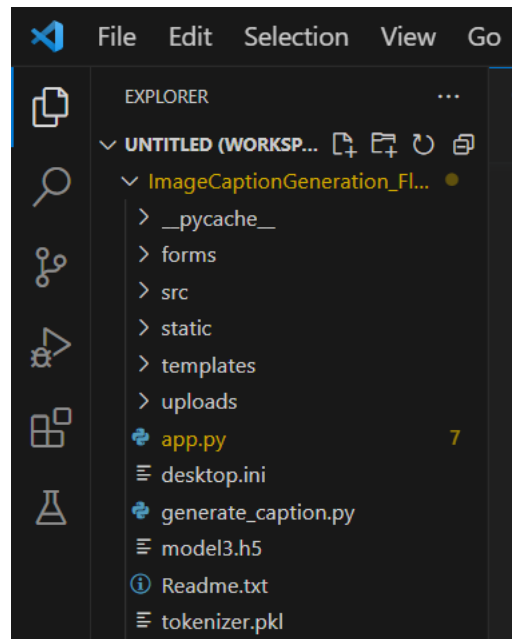 File Edit Selection View Go
EXPLORER ...
UNTITLED (WORKSP...
ImageCaptionGeneration_Fl...
__pycache__
forms
src
static
templates
uploads
app.py 7
desktop.ini
generate_caption.py
model3.h5
Readme.txt
tokenizer.pkl